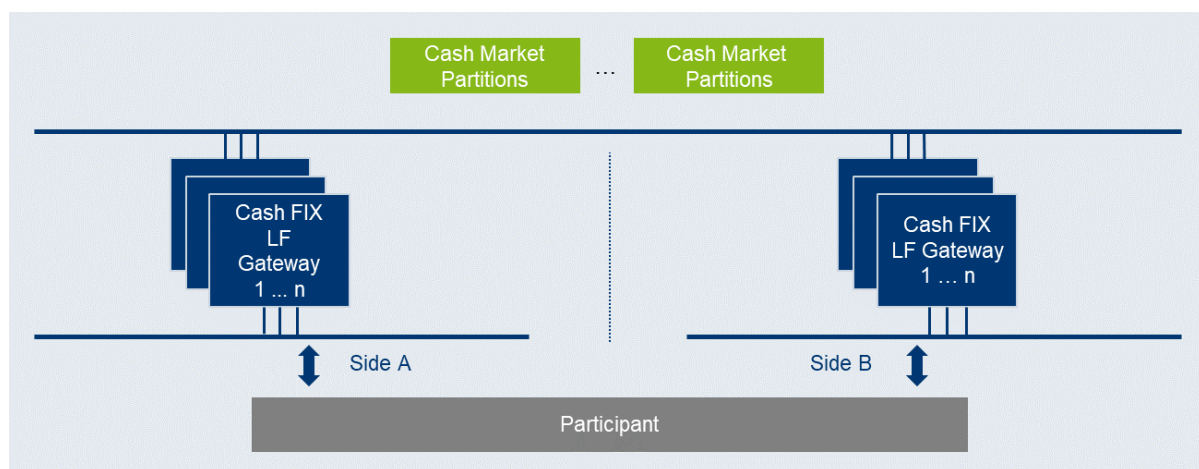 Cash Market
Partitions
...
Cash Market
Partitions
Cash FIX
LF
Gateway
1 ... n
Cash FIX
LF Gateway
1 … n
Side A
Side B
Participant